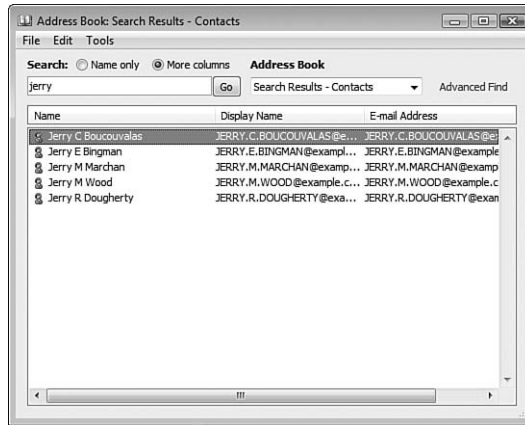 Address Book: Search Results - Contacts
File Edit Tools
Search: Name only More columns Address Book
jerry Go Search Results - Contacts Advanced Find
Name Display Name E-mail Address
Jerry C Boucouvalas JERRY.C.BOUCOUVALAS@e... JERRY.C.BOUCOUVALAS@e
Jerry E Bingman JERRY.E.BINGMAN@exampl... JERRY.E.BINGMAN@example
Jerry M Marchan JERRY.M.MARCHAN@examp... JERRY.M.MARCHAN@examp
Jerry M Wood JERRY.M.WOOD@example.c... JERRY.M.WOOD@example.c
Jerry R Dougherty JERRY.R.DOUGHERTY@exa... JERRY.R.DOUGHERTY@exam